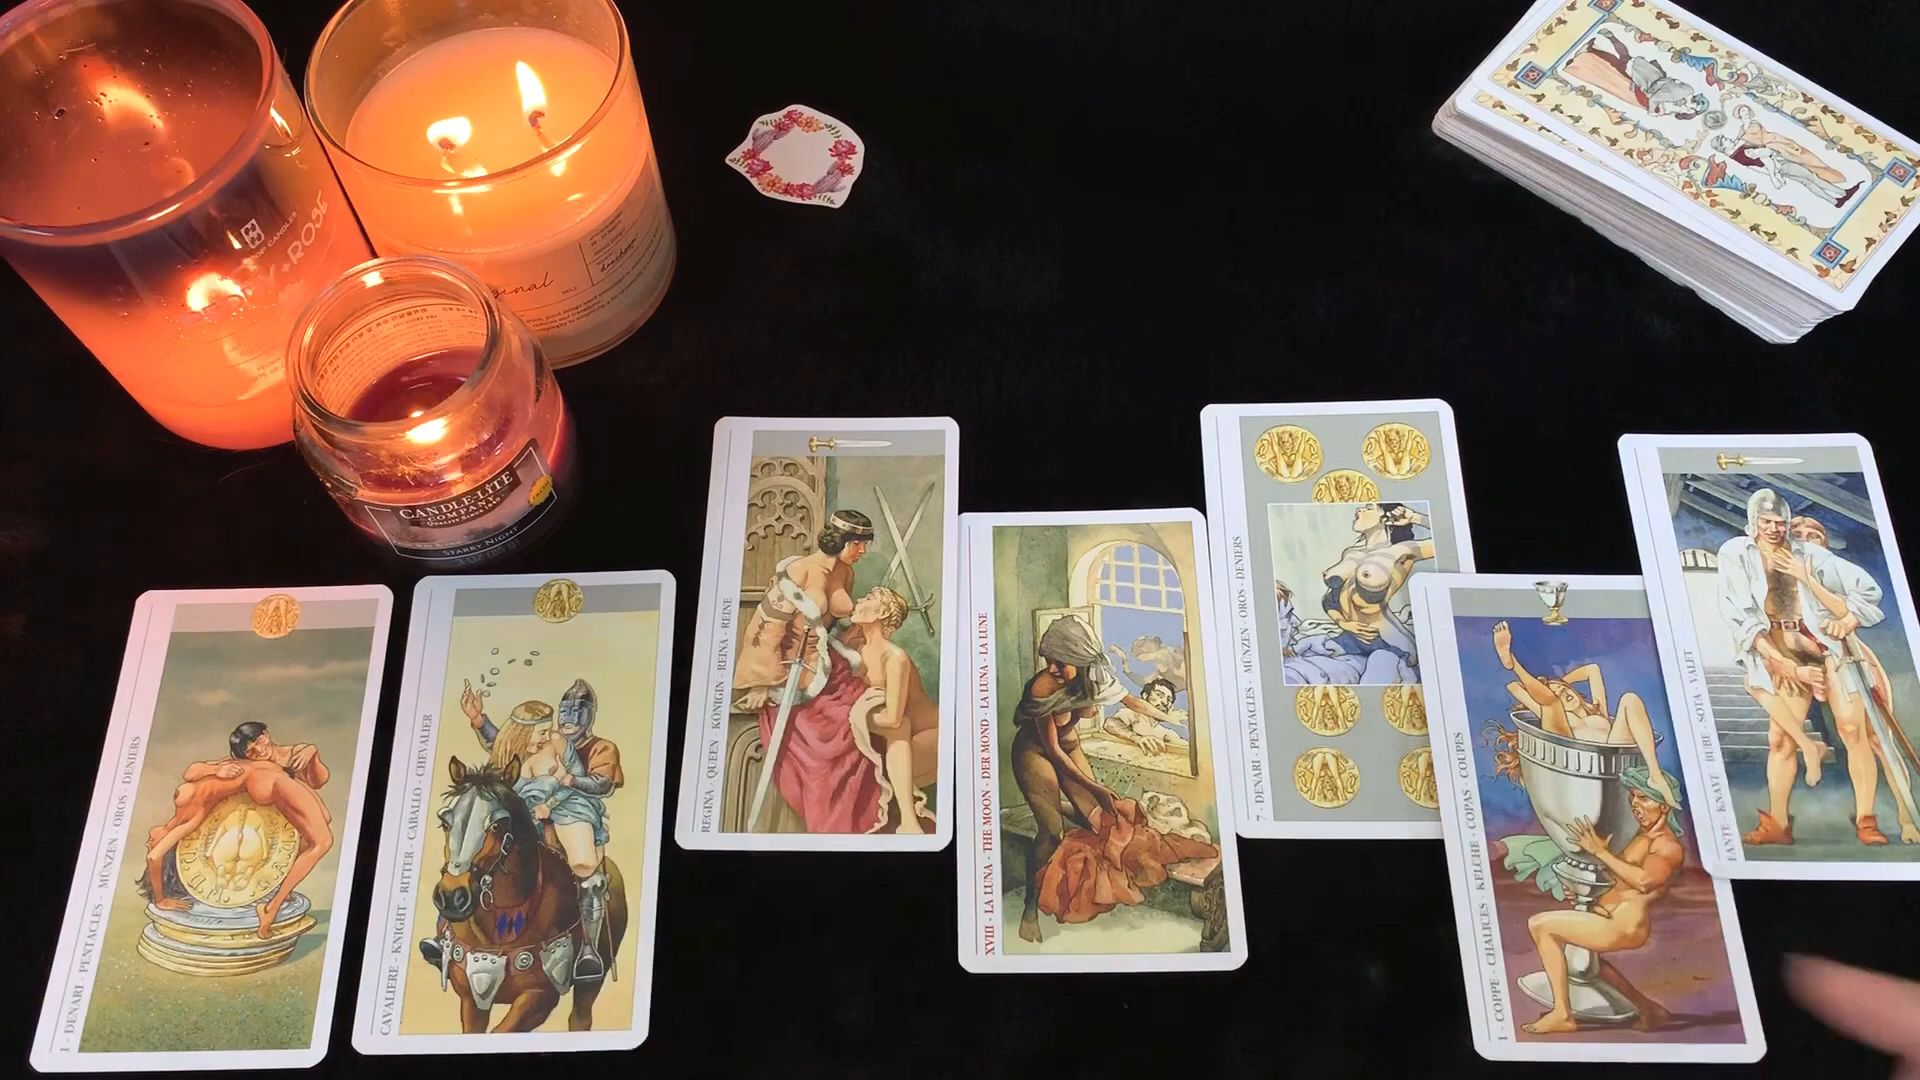 +ROSE
CANDLE-LITE
COMPANY
STARRY NIGHT
1 - DENARI - PENTACLES - MÜNZEN - OROS - DENIERS
CAVALIERE - KNIGHT - RITTER - CABALLO - CHEVALIER
REGINA - QUEEN - KÖNIGIN - REINA - REINE
XVIII - LA LUNA - THE MOON - DER MOND - LA LUNA - LA LUNE
7 - DENARI - PENTACLES - MÜNZEN - OROS - DENIERS
1 - COPPE - CHALICES - KELCHE - COPAS - COUPES
FANTE - KNAVE - BUBE - SOTA - VALET